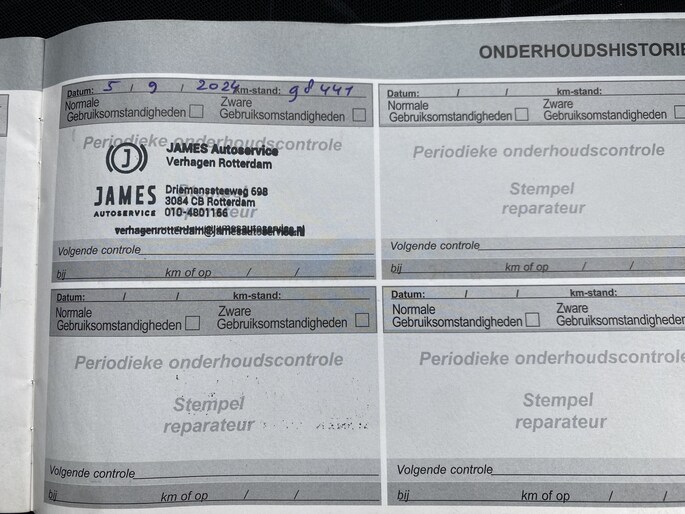 ONDERHOUDSHISTORIE
Datum: 5 / 9 / 2024 km-stand: 98441
Normale Gebruiksomstandigheden Zware Gebruiksomstandigheden
Periodieke onderhoudscontrole
JAMES Autoservice
Verhagen Rotterdam
J
JAMES
AUTOSERVICE
Driemanssteeweg 698
3084 CB Rotterdam
010-4801166
verhagenrotterdam@jamesautoservice.nl
Stempel
reparateur
Volgende controle
bij km of op / /
Datum: / / km-stand:
Normale Gebruiksomstandigheden Zware Gebruiksomstandigheden
Periodieke onderhoudscontrole
Stempel
reparateur
Volgende controle
bij km of op / /
Datum: / / km-stand:
Normale Gebruiksomstandigheden Zware Gebruiksomstandigheden
Periodieke onderhoudscontrole
Stempel
reparateur
Volgende controle
bij km of op / /
Datum: / / km-stand:
Normale Gebruiksomstandigheden Zware Gebruiksomstandigheden
Periodieke onderhoudscontrole
Stempel
reparateur
Volgende controle
bij km of op / /